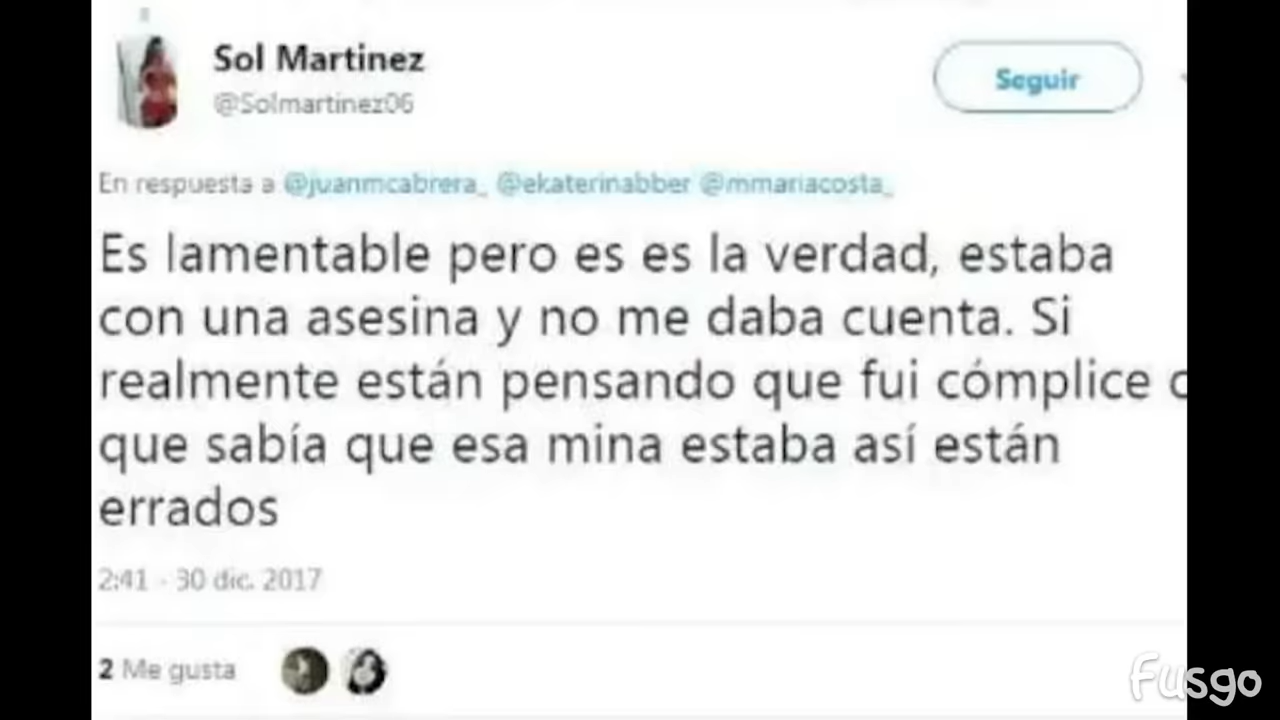 Sol Martinez
@Solmartinez06
Seguir
En respuesta a @juanmcabrera_ @ekaterinabber @mmariacosta_
Es lamentable pero es es la verdad, estaba
con una asesina y no me daba cuenta. Si
realmente están pensando que fui cómplice
que sabía que esa mina estaba así están
errados
2:41 - 30 dic. 2017
2 Me gusta
Fusgo